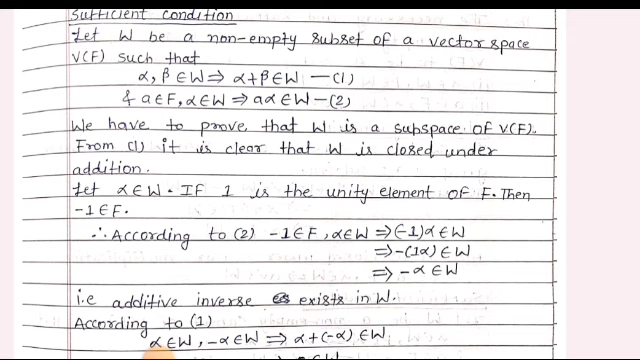 Sufficient Condition
Let W be a non-empty subset of a vector space
V(F) such that
α, β ∈ W ⇒ α+β ∈ W —(1)
& a ∈ F, α ∈ W ⇒ aα ∈ W —(2)
We have to prove, that W is a subspace of V(F).
From (1) it is clear that W is closed under
addition.
Let α ∈ W. If 1 is the unity element of F. Then
-1 ∈ F.
∴ According to (2) -1 ∈ F, α ∈ W ⇒ (-1)α ∈ W
⇒ -(1α) ∈ W
⇒ -α ∈ W
i.e additive inverse exists in W.
According to (1)
α ∈ W, -α ∈ W ⇒ α+(-α) ∈ W